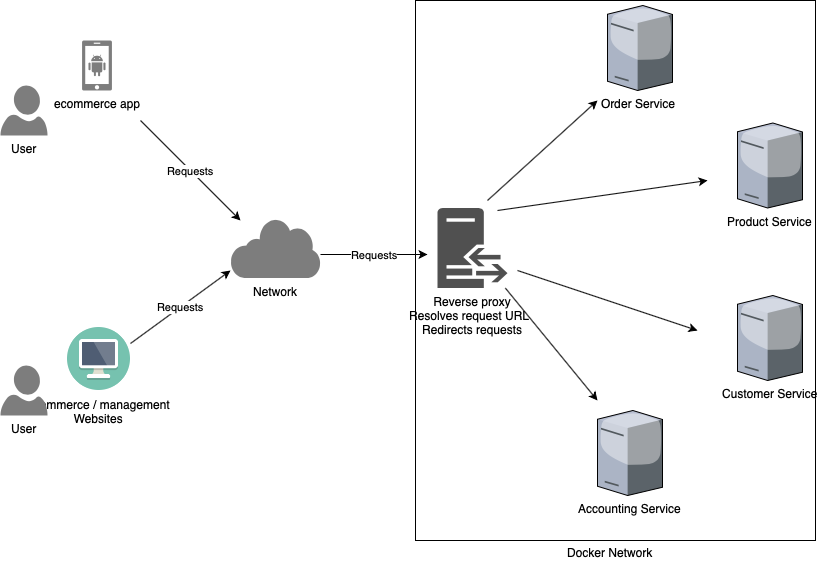 ecommerce app
User
Requests
Network
Requests
Requests
mmerce / management
Websites
User
Reverse proxy
Resolves request URL
Redirects requests
Order Service
Product Service
Customer Service
Accounting Service
Docker Network